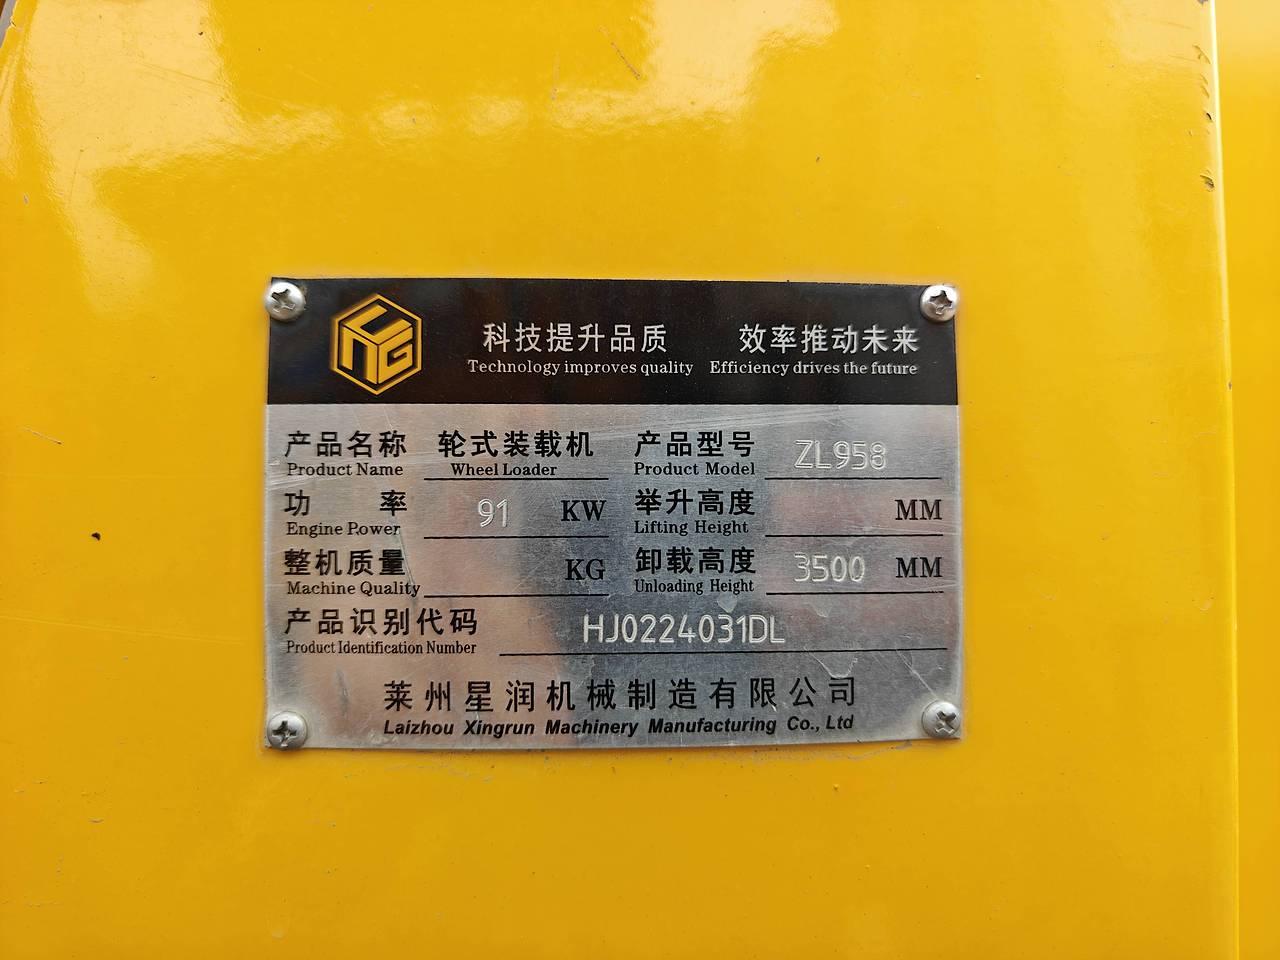 UNG
科技提升品质 效率推动未来
Technology improves quality Efficiency drives the future
产品名称 轮式装载机 产品型号 ZL958
Product Name Wheel Loader Product Model
功 率 91 KW 举升高度 MM
Engine Power Lifting Height
整机质量 KG 卸载高度 3500 MM
Machine Quality Unloading Height
产品识别代码 HJ0224031DL
Product Identification Number
莱州星润机械制造有限公司
Laizhou Xingrun Machinery Manufacturing Co., Ltd